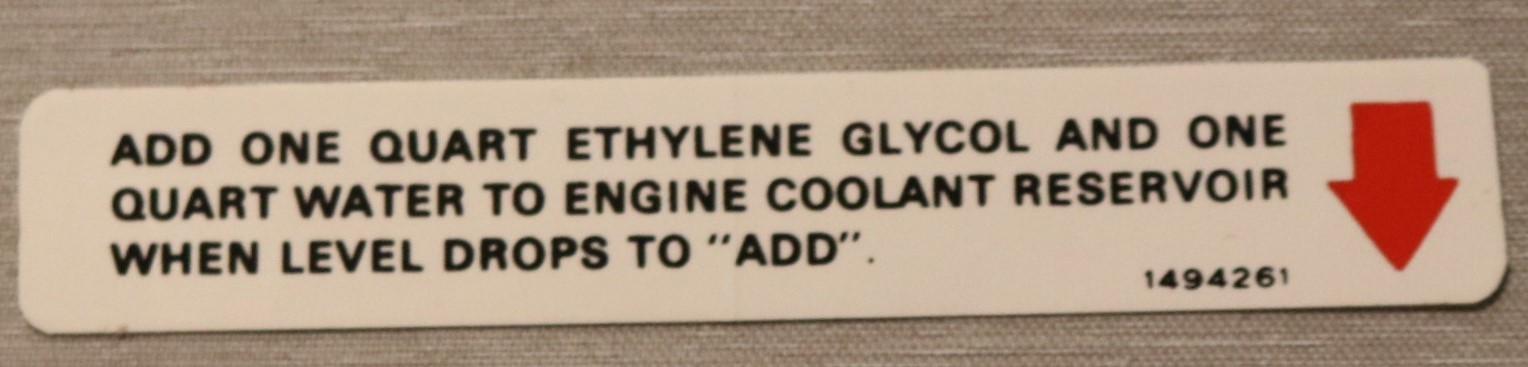 ADD ONE QUART ETHYLENE GLYCOL AND ONE
QUART WATER TO ENGINE COOLANT RESERVOIR
WHEN LEVEL DROPS TO "ADD".
1494261